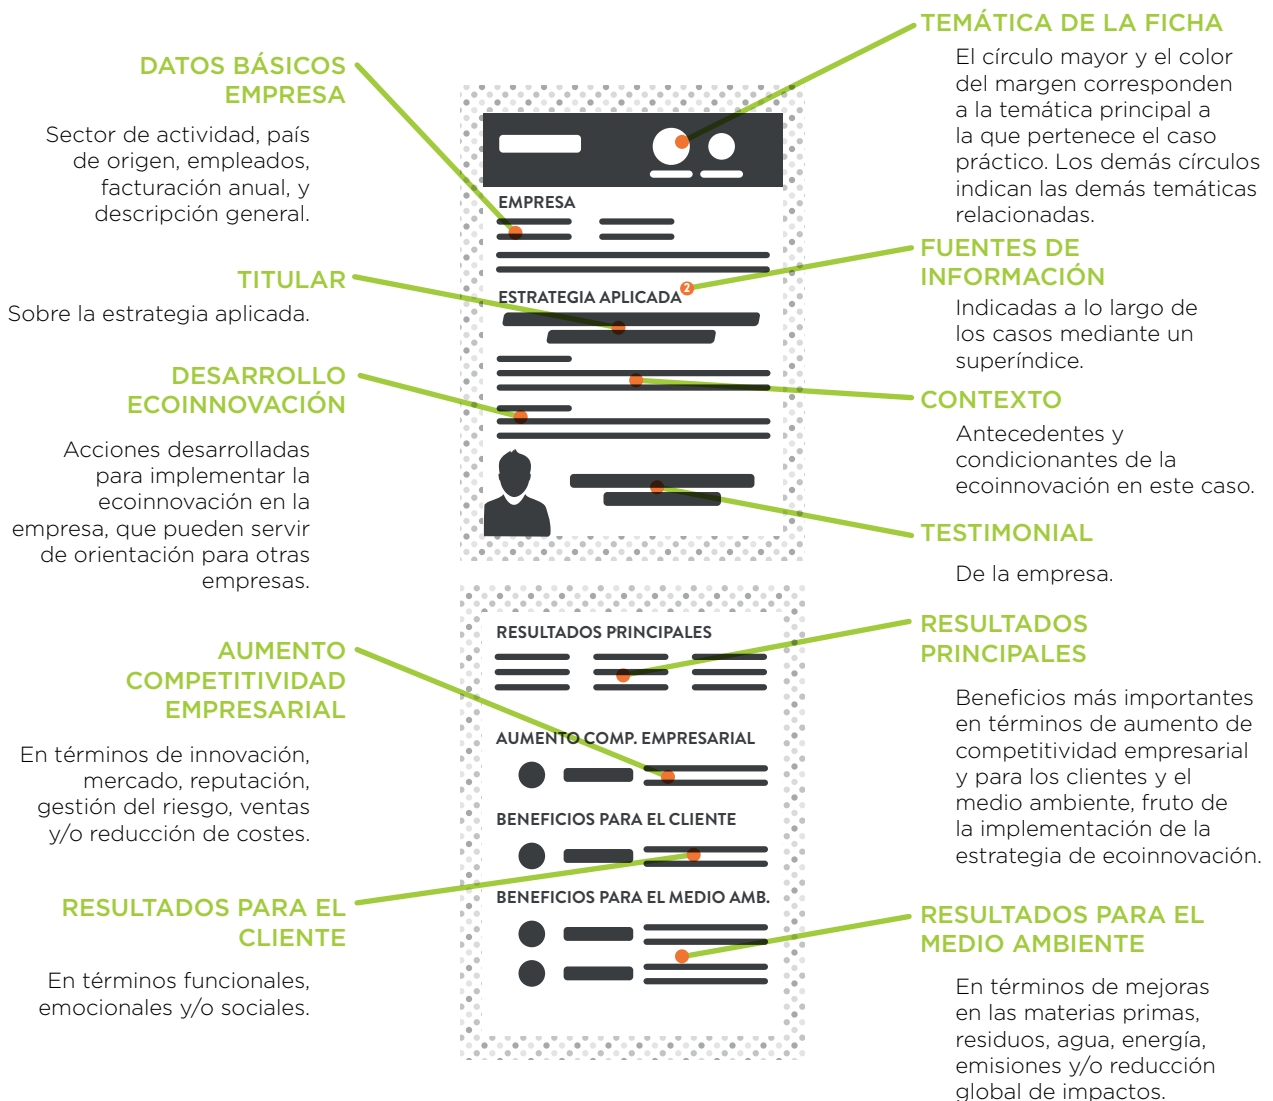 TEMÁTICA DE LA FICHA
El círculo mayor y el color
del margen corresponden
a la temática principal a
la que pertenece el caso
práctico. Los demás círculos
indican las demás temáticas
relacionadas.
DATOS BÁSICOS
EMPRESA
Sector de actividad, país
de origen, empleados,
facturación anual, y
descripción general.
TITULAR
Sobre la estrategia aplicada.
DESARROLLO
ECOINNOVACIÓN
Acciones desarrolladas
para implementar la
ecoinnovación en la
empresa, que pueden servir
de orientación para otras
empresas.
AUMENTO
COMPETITIVIDAD
EMPRESARIAL
En términos de innovación,
mercado, reputación,
gestión del riesgo, ventas
y/o reducción de costes.
RESULTADOS PARA EL
CLIENTE
En términos funcionales,
emocionales y/o sociales.
EMPRESA
ESTRATEGIA APLICADA 2
RESULTADOS PRINCIPALES
AUMENTO COMP. EMPRESARIAL
BENEFICIOS PARA EL CLIENTE
BENEFICIOS PARA EL MEDIO AMB.
FUENTES DE
INFORMACIÓN
Indicadas a lo largo de
los casos mediante un
superíndice.
CONTEXTO
Antecedentes y
condicionantes de la
ecoinnovación en este caso.
TESTIMONIAL
De la empresa.
RESULTADOS
PRINCIPALES
Beneficios más importantes
en términos de aumento de
competitividad empresarial
y para los clientes y el
medio ambiente, fruto de
la implementación de la
estrategia de ecoinnovación.
RESULTADOS PARA EL
MEDIO AMBIENTE
En términos de mejoras
en las materias primas,
residuos, agua, energía,
emisiones y/o reducción
global de impactos.